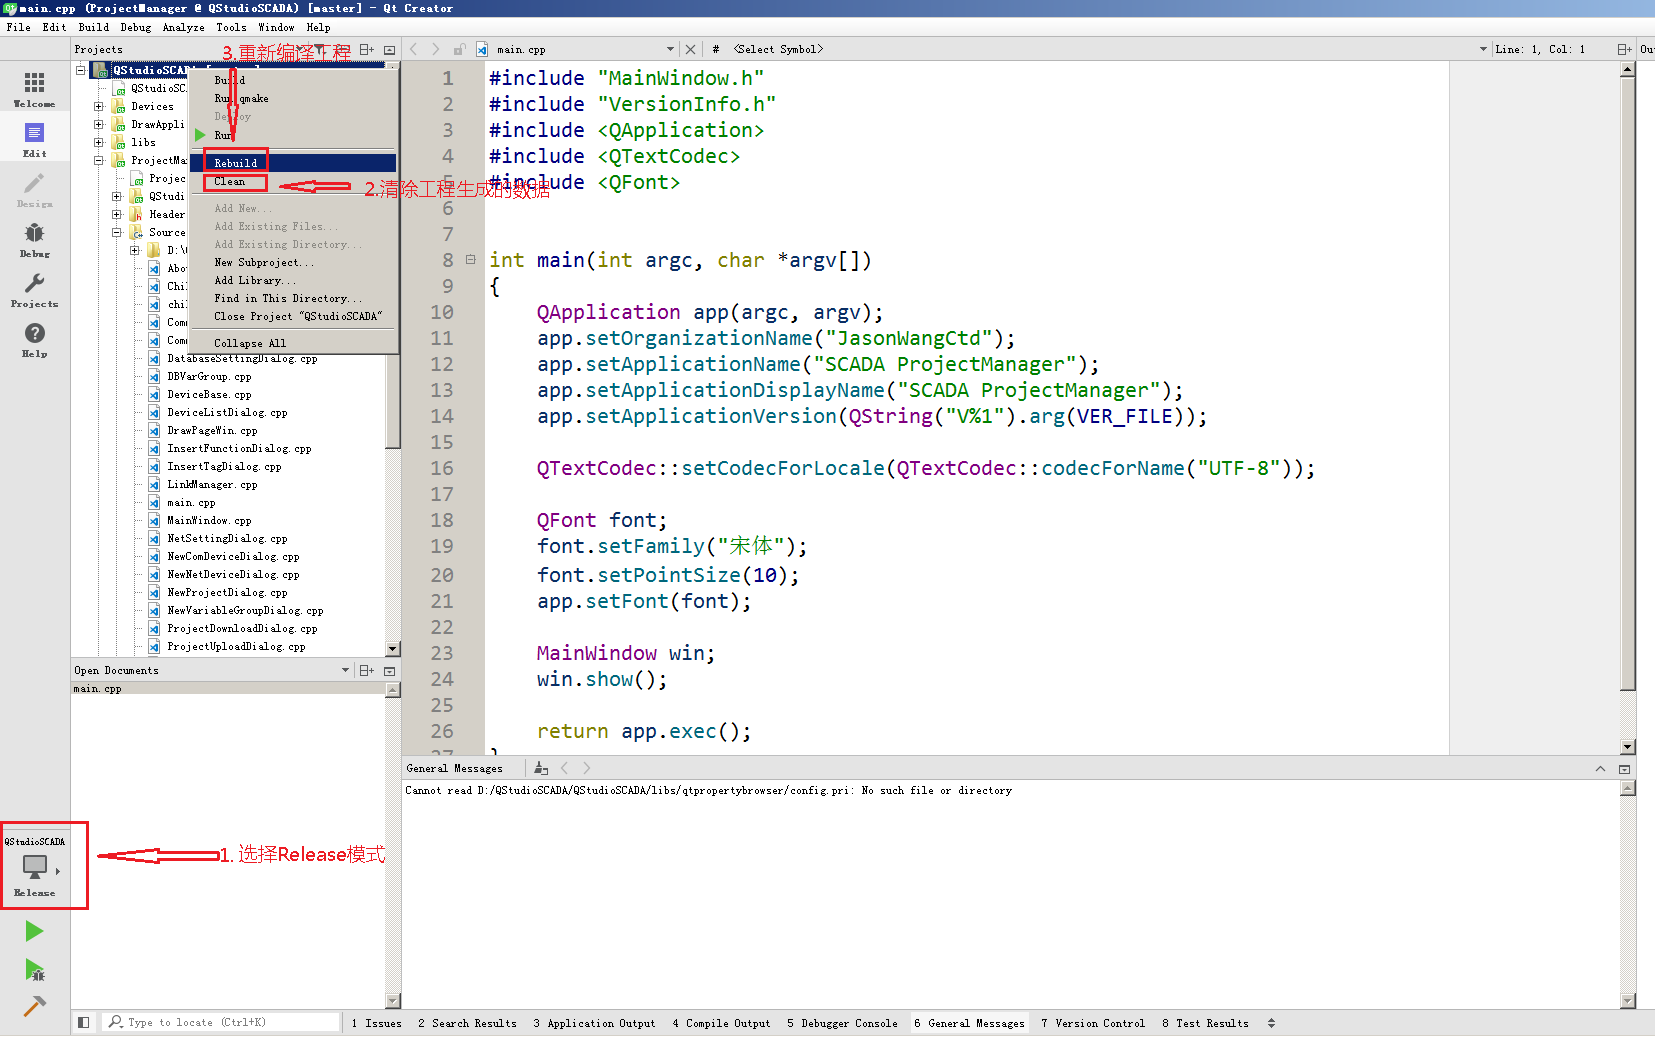 main.cpp (ProjectManager @ QStudioSCADA) [master] - Qt Creator
File Edit Build Debug Analyze Tools Window Help
Projects
main.cpp
# <Select Symbol>
Line: 1, Col: 1
3.重新编译工程
Welcome
Edit
Design
Debug
Projects
Help
QStudioSCADA
QStudioSC
Devices
DrawAppli
libs
ProjectMa
Projec
QStudi
Header
Source
D:\
Abo
Chi
chi
Com
Com
DatabaseSettingDialog.cpp
DBVarGroup.cpp
DeviceBase.cpp
DeviceListDialog.cpp
DrawPageWin.cpp
InsertFunctionDialog.cpp
InsertTagDialog.cpp
LinkManager.cpp
main.cpp
MainWindow.cpp
NetSettingDialog.cpp
NewComDeviceDialog.cpp
NewNetDeviceDialog.cpp
NewProjectDialog.cpp
NewVariableGroupDialog.cpp
ProjectDownloadDialog.cpp
ProjectUploadDialog.cpp
Build
Run qmake
Deploy
Run
Rebuild
Clean
2.清除工程生成的数据
Add New...
Add Existing Files...
Add Existing Directory...
New Subproject...
Add Library...
Find in This Directory...
Close Project "QStudioSCADA"
Collapse All
1 #include "MainWindow.h"
2 #include "VersionInfo.h"
3 #include <QApplication>
4 #include <QTextCodec>
5 #include <QFont>
6
7
8 int main(int argc, char *argv[])
9 {
10 QApplication app(argc, argv);
11 app.setOrganizationName("JasonWangCtd");
12 app.setApplicationName("SCADA ProjectManager");
13 app.setApplicationDisplayName("SCADA ProjectManager");
14 app.setApplicationVersion(QString("V%1").arg(VER_FILE));
15
16 QTextCodec::setCodecForLocale(QTextCodec::codecForName("UTF-8"));
17
18 QFont font;
19 font.setFamily("宋体");
20 font.setPointSize(10);
21 app.setFont(font);
22
23 MainWindow win;
24 win.show();
25
26 return app.exec();
27 }
Open Documents
main.cpp
General Messages
Cannot read D:/QStudioSCADA/QStudioSCADA/libs/qtpropertybrowser/config.pri: No such file or directory
QStudioSCADA
Release
1. 选择Release模式
Type to locate (Ctrl+K)
1 Issues 2 Search Results 3 Application Output 4 Compile Output 5 Debugger Console 6 General Messages 7 Version Control 8 Test Results